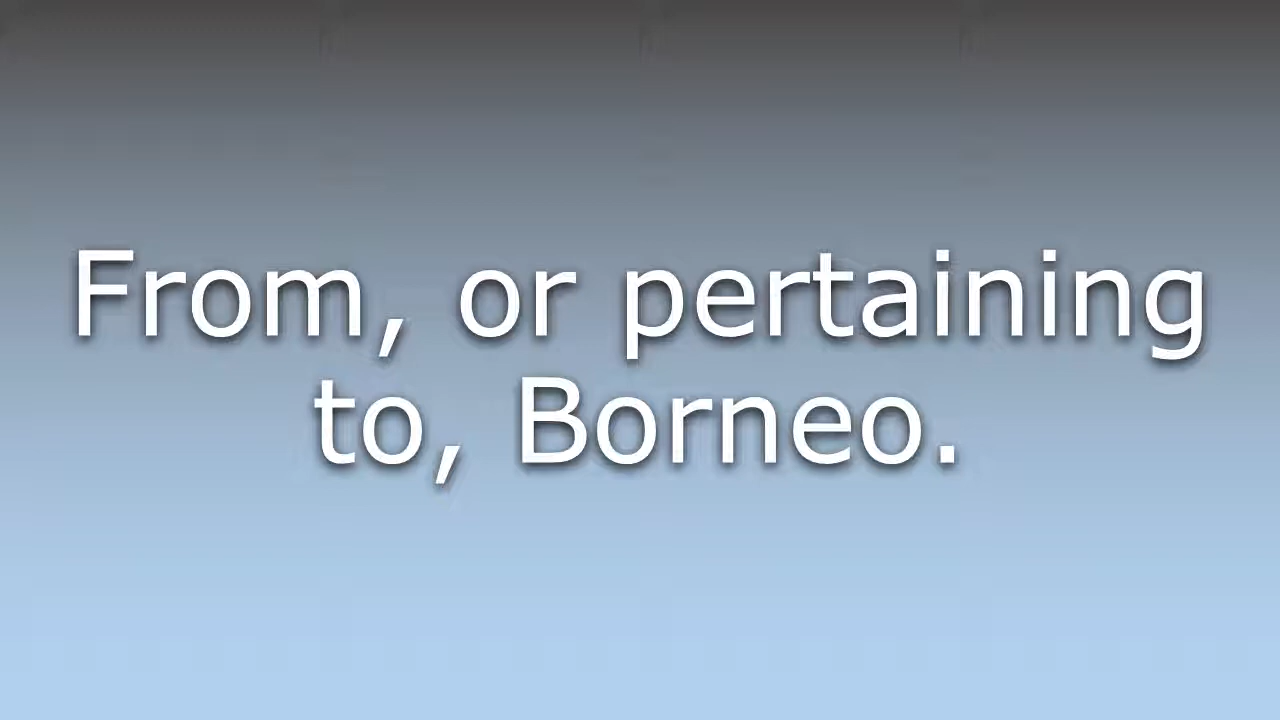 From, or pertaining
to, Borneo.